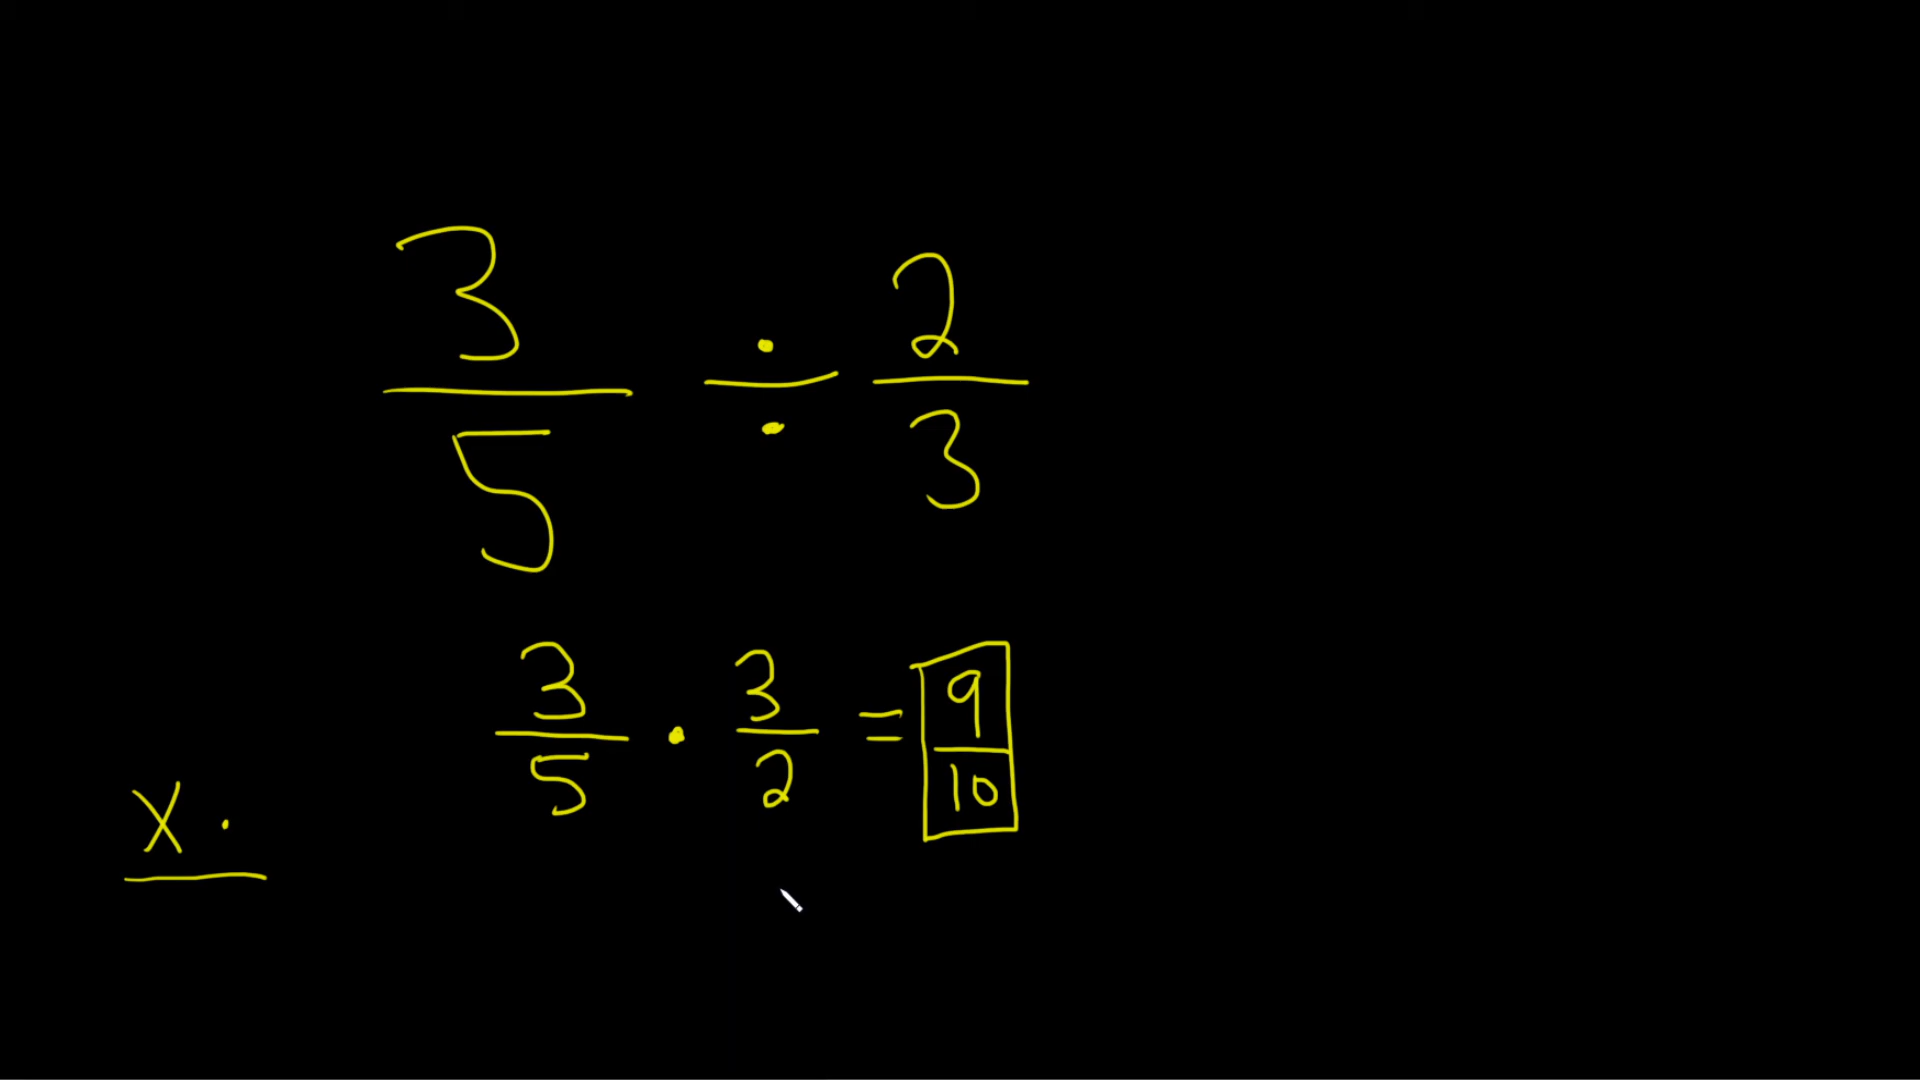 3/5 ÷ 2/3
3/5 · 3/2 = 9/10
x ·